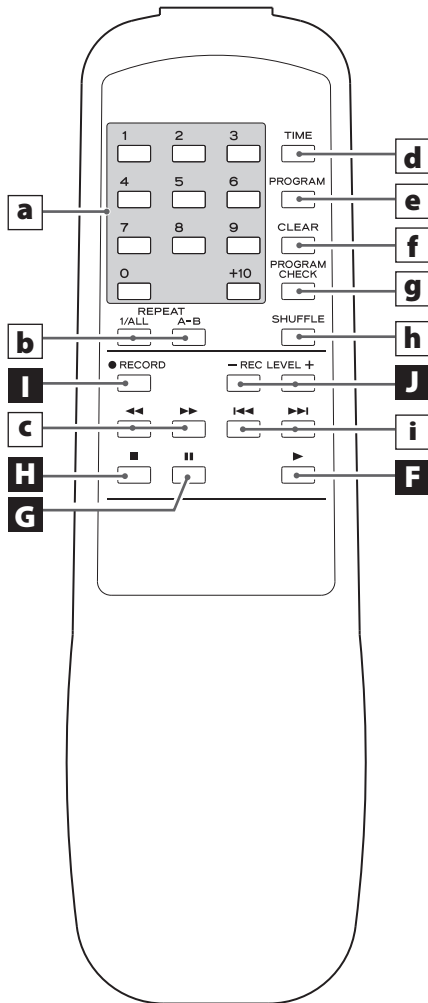 1 2 3 TIME
d
4 5 6 PROGRAM
a e
7 8 9 CLEAR
f
PROGRAM
CHECK
0 +10
g
REPEAT
1/ALL A-B SHUFFLE
b h
● RECORD − REC LEVEL +
I J
◀◀ ▶▶ I◀◀ ▶▶I
c i
■ II ▶
H F
G